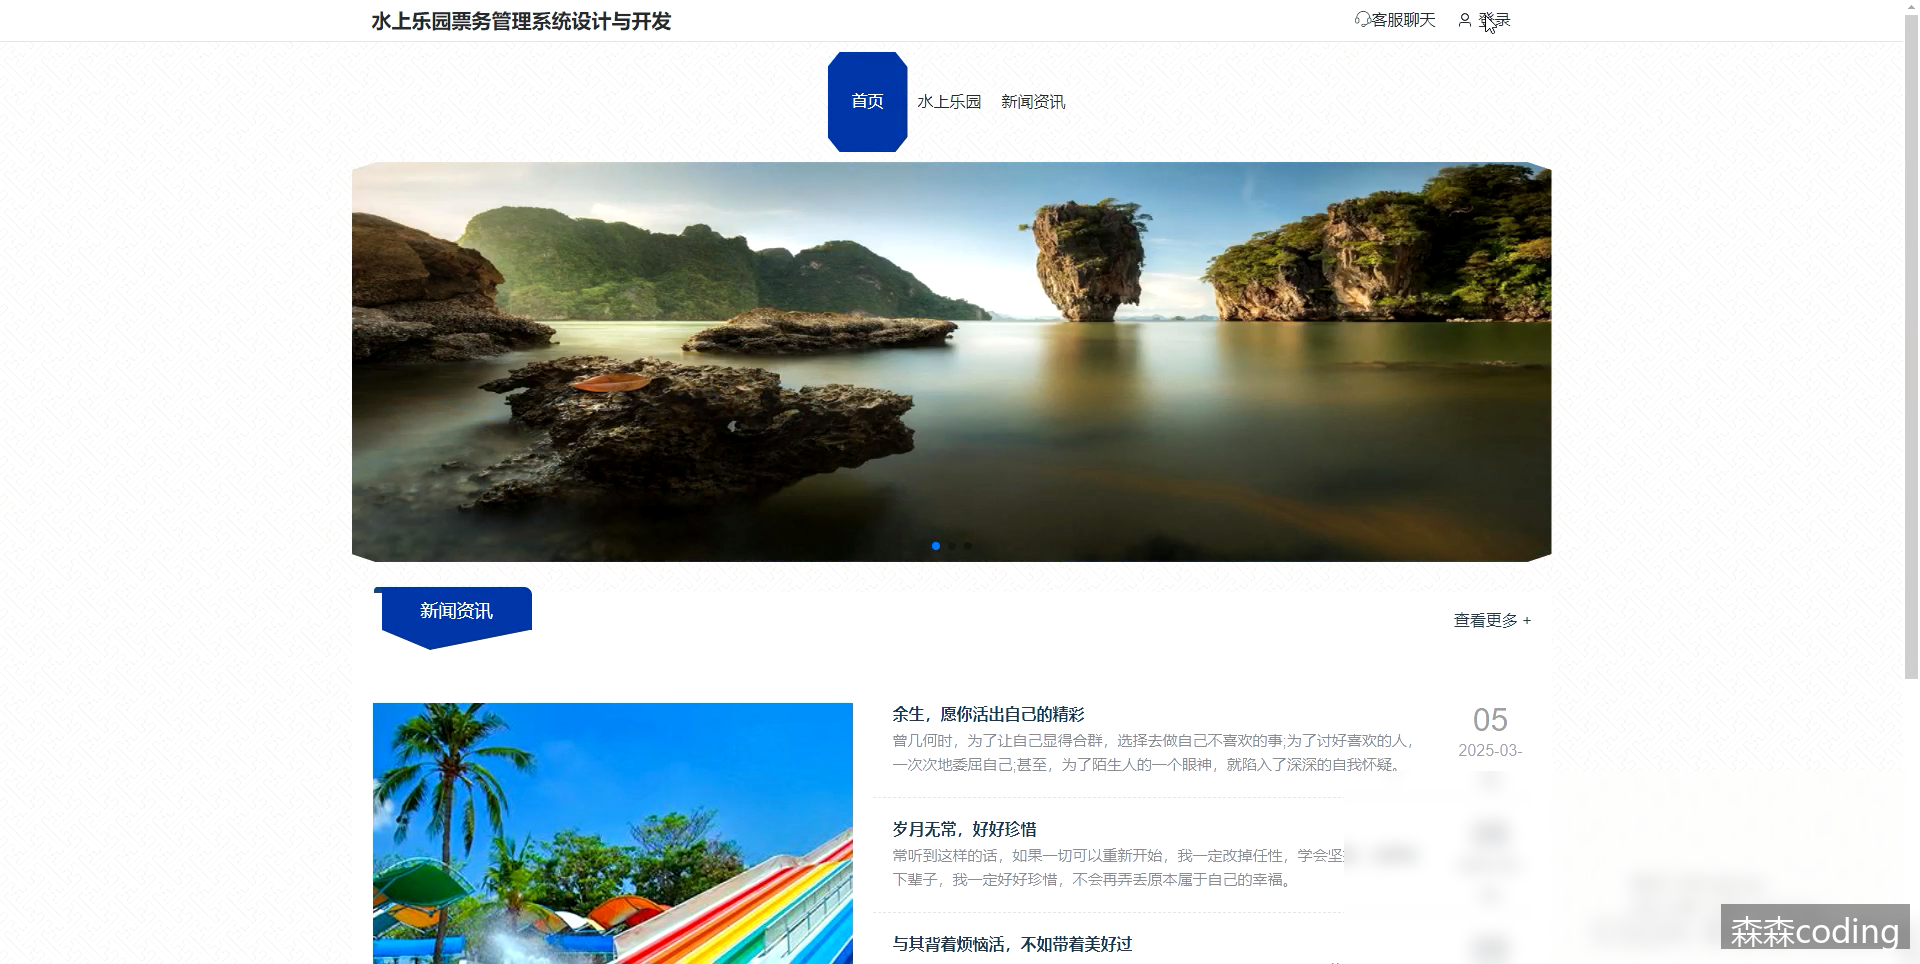 水上乐园票务管理系统设计与开发
客服聊天
登录
首页
水上乐园
新闻资讯
新闻资讯
查看更多 +
余生，愿你活出自己的精彩
曾几何时，为了让自己显得合群，选择去做自己不喜欢的事;为了讨好喜欢的人，
一次次地委屈自己;甚至，为了陌生人的一个眼神，就陷入了深深的自我怀疑。
05
2025-03-
岁月无常，好好珍惜
常听到这样的话，如果一切可以重新开始，我一定改掉任性，学会坚
下辈子，我一定好好珍惜，不会再弄丢原本属于自己的幸福。
与其背着烦恼活，不如带着美好过
森森coding